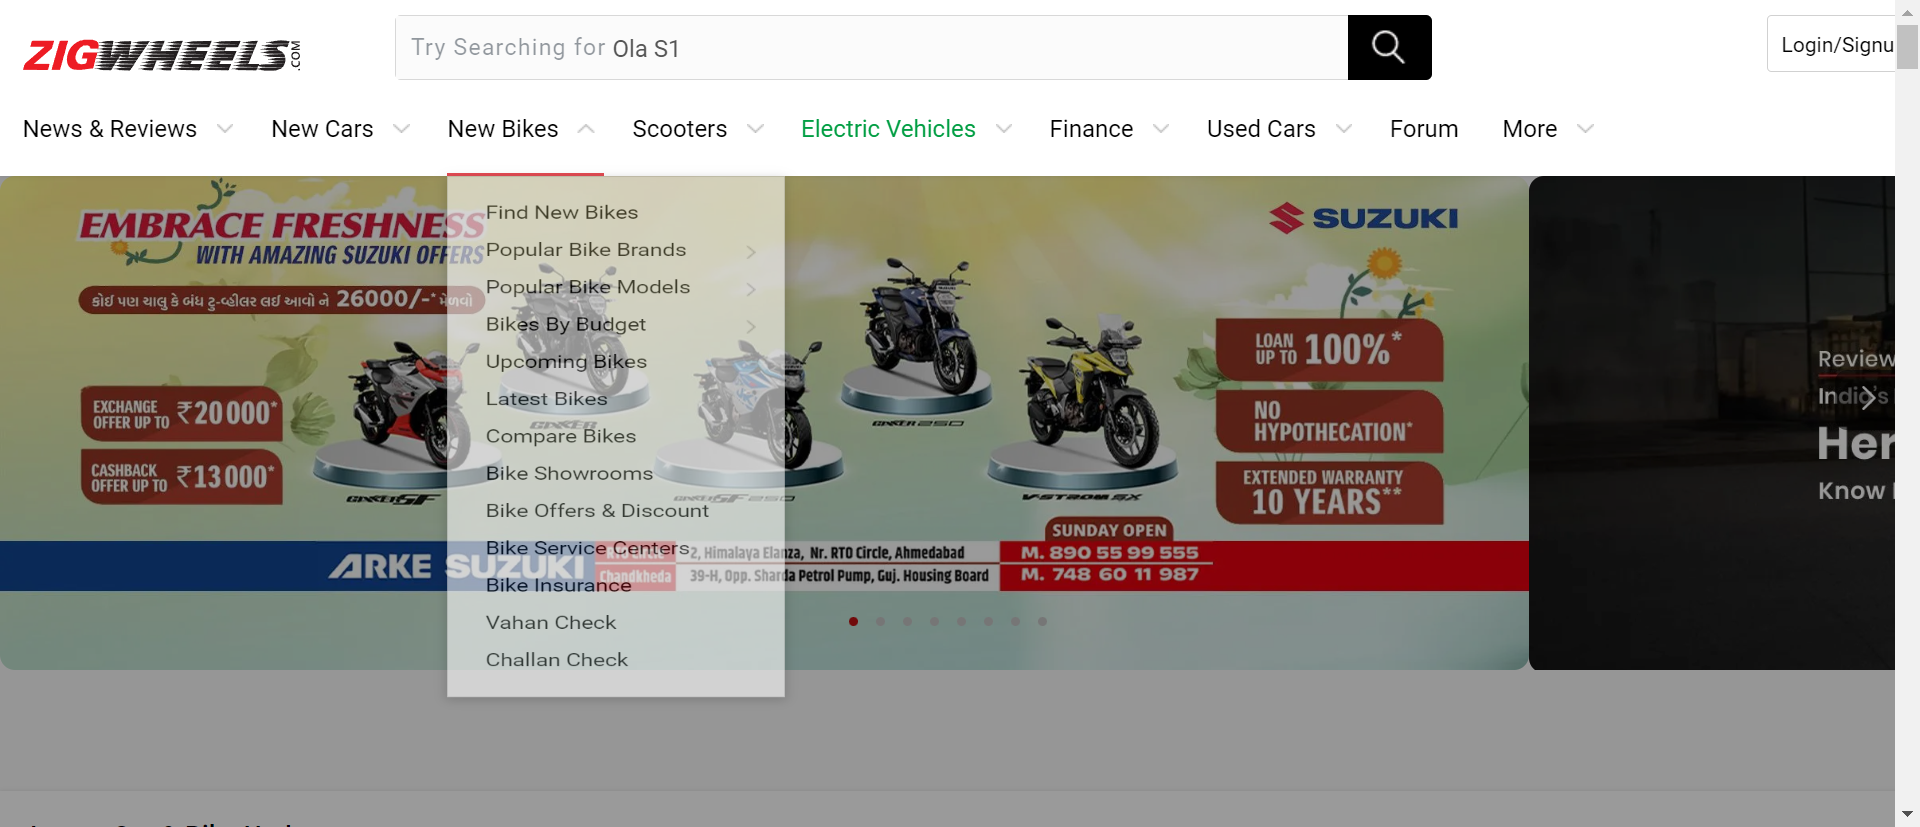 ZIGWHEELS.COM
Try Searching for Ola S1
Login/Signu
News & Reviews
New Cars
New Bikes
Scooters
Electric Vehicles
Finance
Used Cars
Forum
More
Find New Bikes
Popular Bike Brands
Popular Bike Models
Bikes By Budget
Upcoming Bikes
Latest Bikes
Compare Bikes
Bike Showrooms
Bike Offers & Discount
Bike Service Centers
Bike Insurance
Vahan Check
Challan Check
EMBRACE FRESHNESS
WITH AMAZING SUZUKI OFFERS
કોઈ પણ ચાલુ કે બંધ ટુ-વ્હીલર લઈ આવો ને 26000/-* મેળવો
EXCHANGE
OFFER UP TO ₹20000*
CASHBACK
OFFER UP TO ₹13000*
GIXXER SF
GIXXER
GIXXER SF 250
GIXXER 250
V-STROM SX
SUZUKI
LOAN
UP TO 100%*
NO
HYPOTHECATION*
EXTENDED WARRANTY
10 YEARS**
SUNDAY OPEN
ARKE SUZUKI
RTO Circle
2, Himalaya Elanza, Nr. RTO Circle, Ahmedabad
M. 890 55 99 555
Chandkheda
39-H, Opp. Sharda Petrol Pump, Guj. Housing Board
M. 748 60 11 987
Review
India's
Her
Know